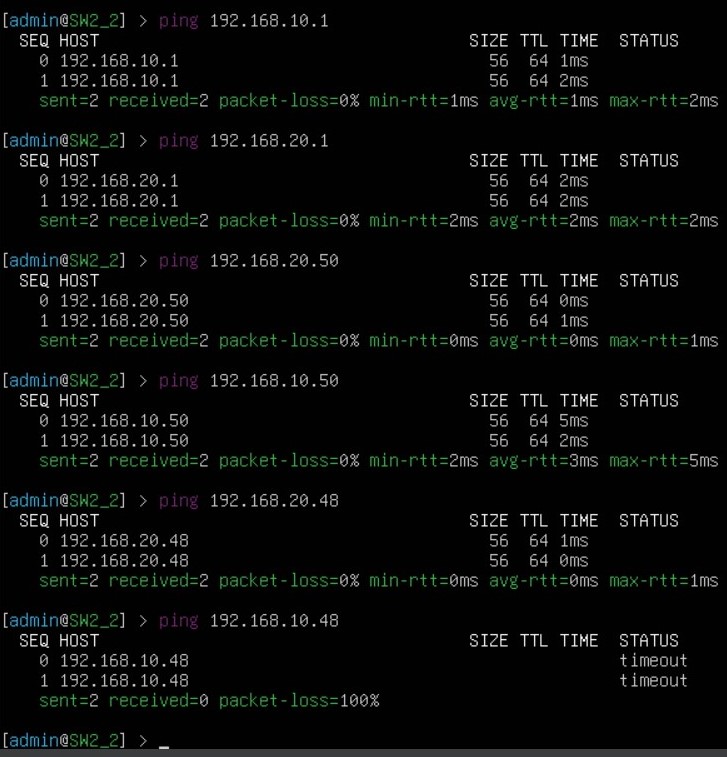 [admin@SW2_2] > ping 192.168.10.1
SEQ HOST SIZE TTL TIME STATUS
0 192.168.10.1 56 64 1ms
1 192.168.10.1 56 64 2ms
sent=2 received=2 packet-loss=0% min-rtt=1ms avg-rtt=1ms max-rtt=2ms
[admin@SW2_2] > ping 192.168.20.1
SEQ HOST SIZE TTL TIME STATUS
0 192.168.20.1 56 64 2ms
1 192.168.20.1 56 64 2ms
sent=2 received=2 packet-loss=0% min-rtt=2ms avg-rtt=2ms max-rtt=2ms
[admin@SW2_2] > ping 192.168.20.50
SEQ HOST SIZE TTL TIME STATUS
0 192.168.20.50 56 64 0ms
1 192.168.20.50 56 64 1ms
sent=2 received=2 packet-loss=0% min-rtt=0ms avg-rtt=0ms max-rtt=1ms
[admin@SW2_2] > ping 192.168.10.50
SEQ HOST SIZE TTL TIME STATUS
0 192.168.10.50 56 64 5ms
1 192.168.10.50 56 64 2ms
sent=2 received=2 packet-loss=0% min-rtt=2ms avg-rtt=3ms max-rtt=5ms
[admin@SW2_2] > ping 192.168.20.48
SEQ HOST SIZE TTL TIME STATUS
0 192.168.20.48 56 64 1ms
1 192.168.20.48 56 64 0ms
sent=2 received=2 packet-loss=0% min-rtt=0ms avg-rtt=0ms max-rtt=1ms
[admin@SW2_2] > ping 192.168.10.48
SEQ HOST SIZE TTL TIME STATUS
0 192.168.10.48 timeout
1 192.168.10.48 timeout
sent=2 received=0 packet-loss=100%
[admin@SW2_2] > _